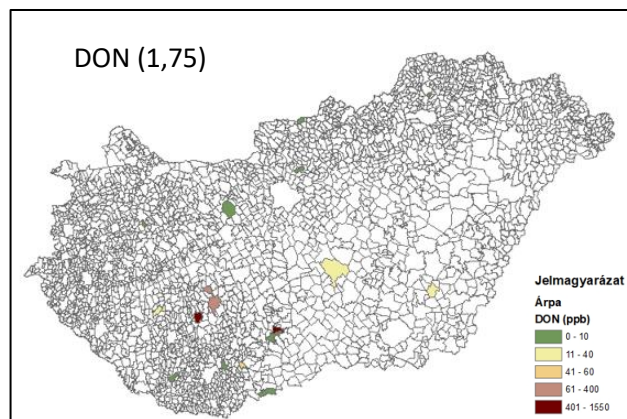 DON (1,75)
Jelmagyarázat
Árpa
DON (ppb)
0 - 10
11 - 40
41 - 60
61 - 400
401 - 1550